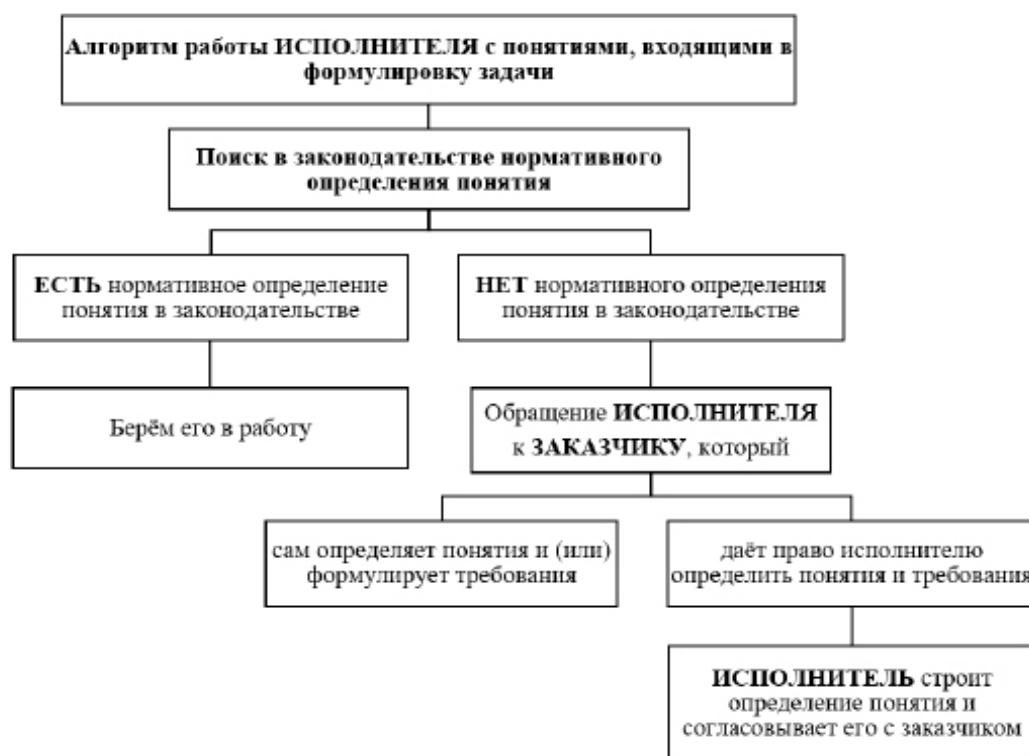 Алгоритм работы ИСПОЛНИТЕЛЯ с понятиями, входящими в
формулировку задачи
Поиск в законодательстве нормативного
определения понятия
ЕСТЬ нормативное определение
понятия в законодательстве
НЕТ нормативного определения
понятия в законодательстве
Берём его в работу
Обращение ИСПОЛНИТЕЛЯ
к ЗАКАЗЧИКУ, который
сам определяет понятия и (или)
формулирует требования
даёт право исполнителю
определить понятия и требования
ИСПОЛНИТЕЛЬ строит
определение понятия и
согласовывает его с заказчиком